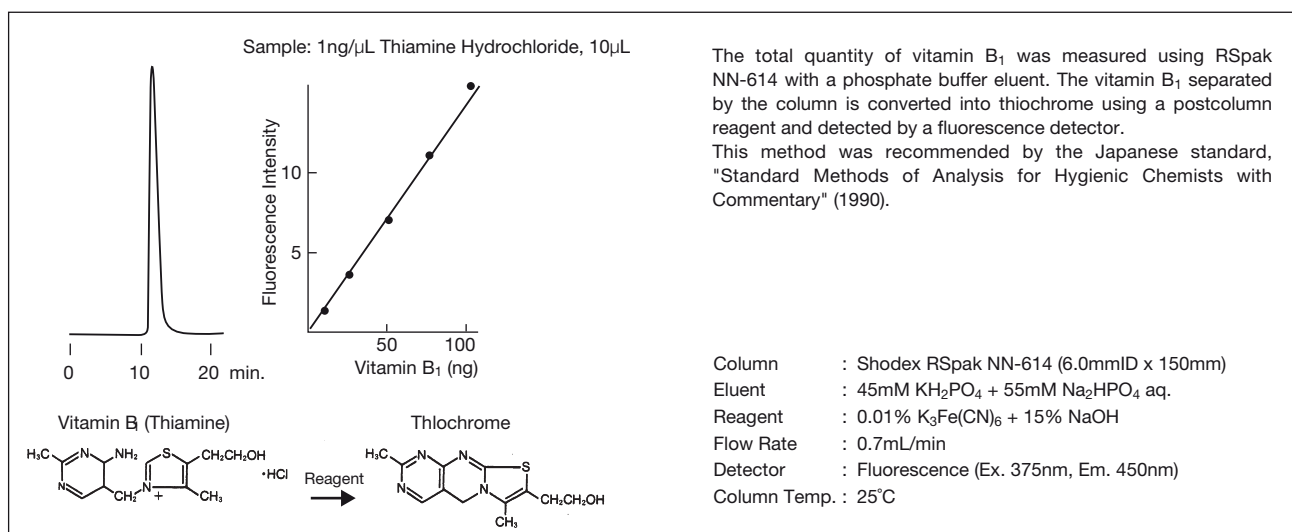 Sample: 1ng/µL Thiamine Hydrochloride, 10µL
Fluorescence Intensity
10
5
50
100
Vitamin B₁ (ng)
0
10
20
min.
Vitamin B₁ (Thiamine)
H₃C
N
NH₂
N
CH₂
N
+
S
CH₂CH₂OH
CH₃
·HCl
Reagent
Thlochrome
H₃C
N
N
N
N
S
CH₂CH₂OH
CH₃
The total quantity of vitamin B₁ was measured using RSpak
NN-614 with a phosphate buffer eluent. The vitamin B₁ separated
by the column is converted into thiochrome using a postcolumn
reagent and detected by a fluorescence detector.
This method was recommended by the Japanese standard,
"Standard Methods of Analysis for Hygienic Chemists with
Commentary" (1990).
Column : Shodex RSpak NN-614 (6.0mmID x 150mm)
Eluent : 45mM KH₂PO₄ + 55mM Na₂HPO₄ aq.
Reagent : 0.01% K₃Fe(CN)₆ + 15% NaOH
Flow Rate : 0.7mL/min
Detector : Fluorescence (Ex. 375nm, Em. 450nm)
Column Temp. : 25°C